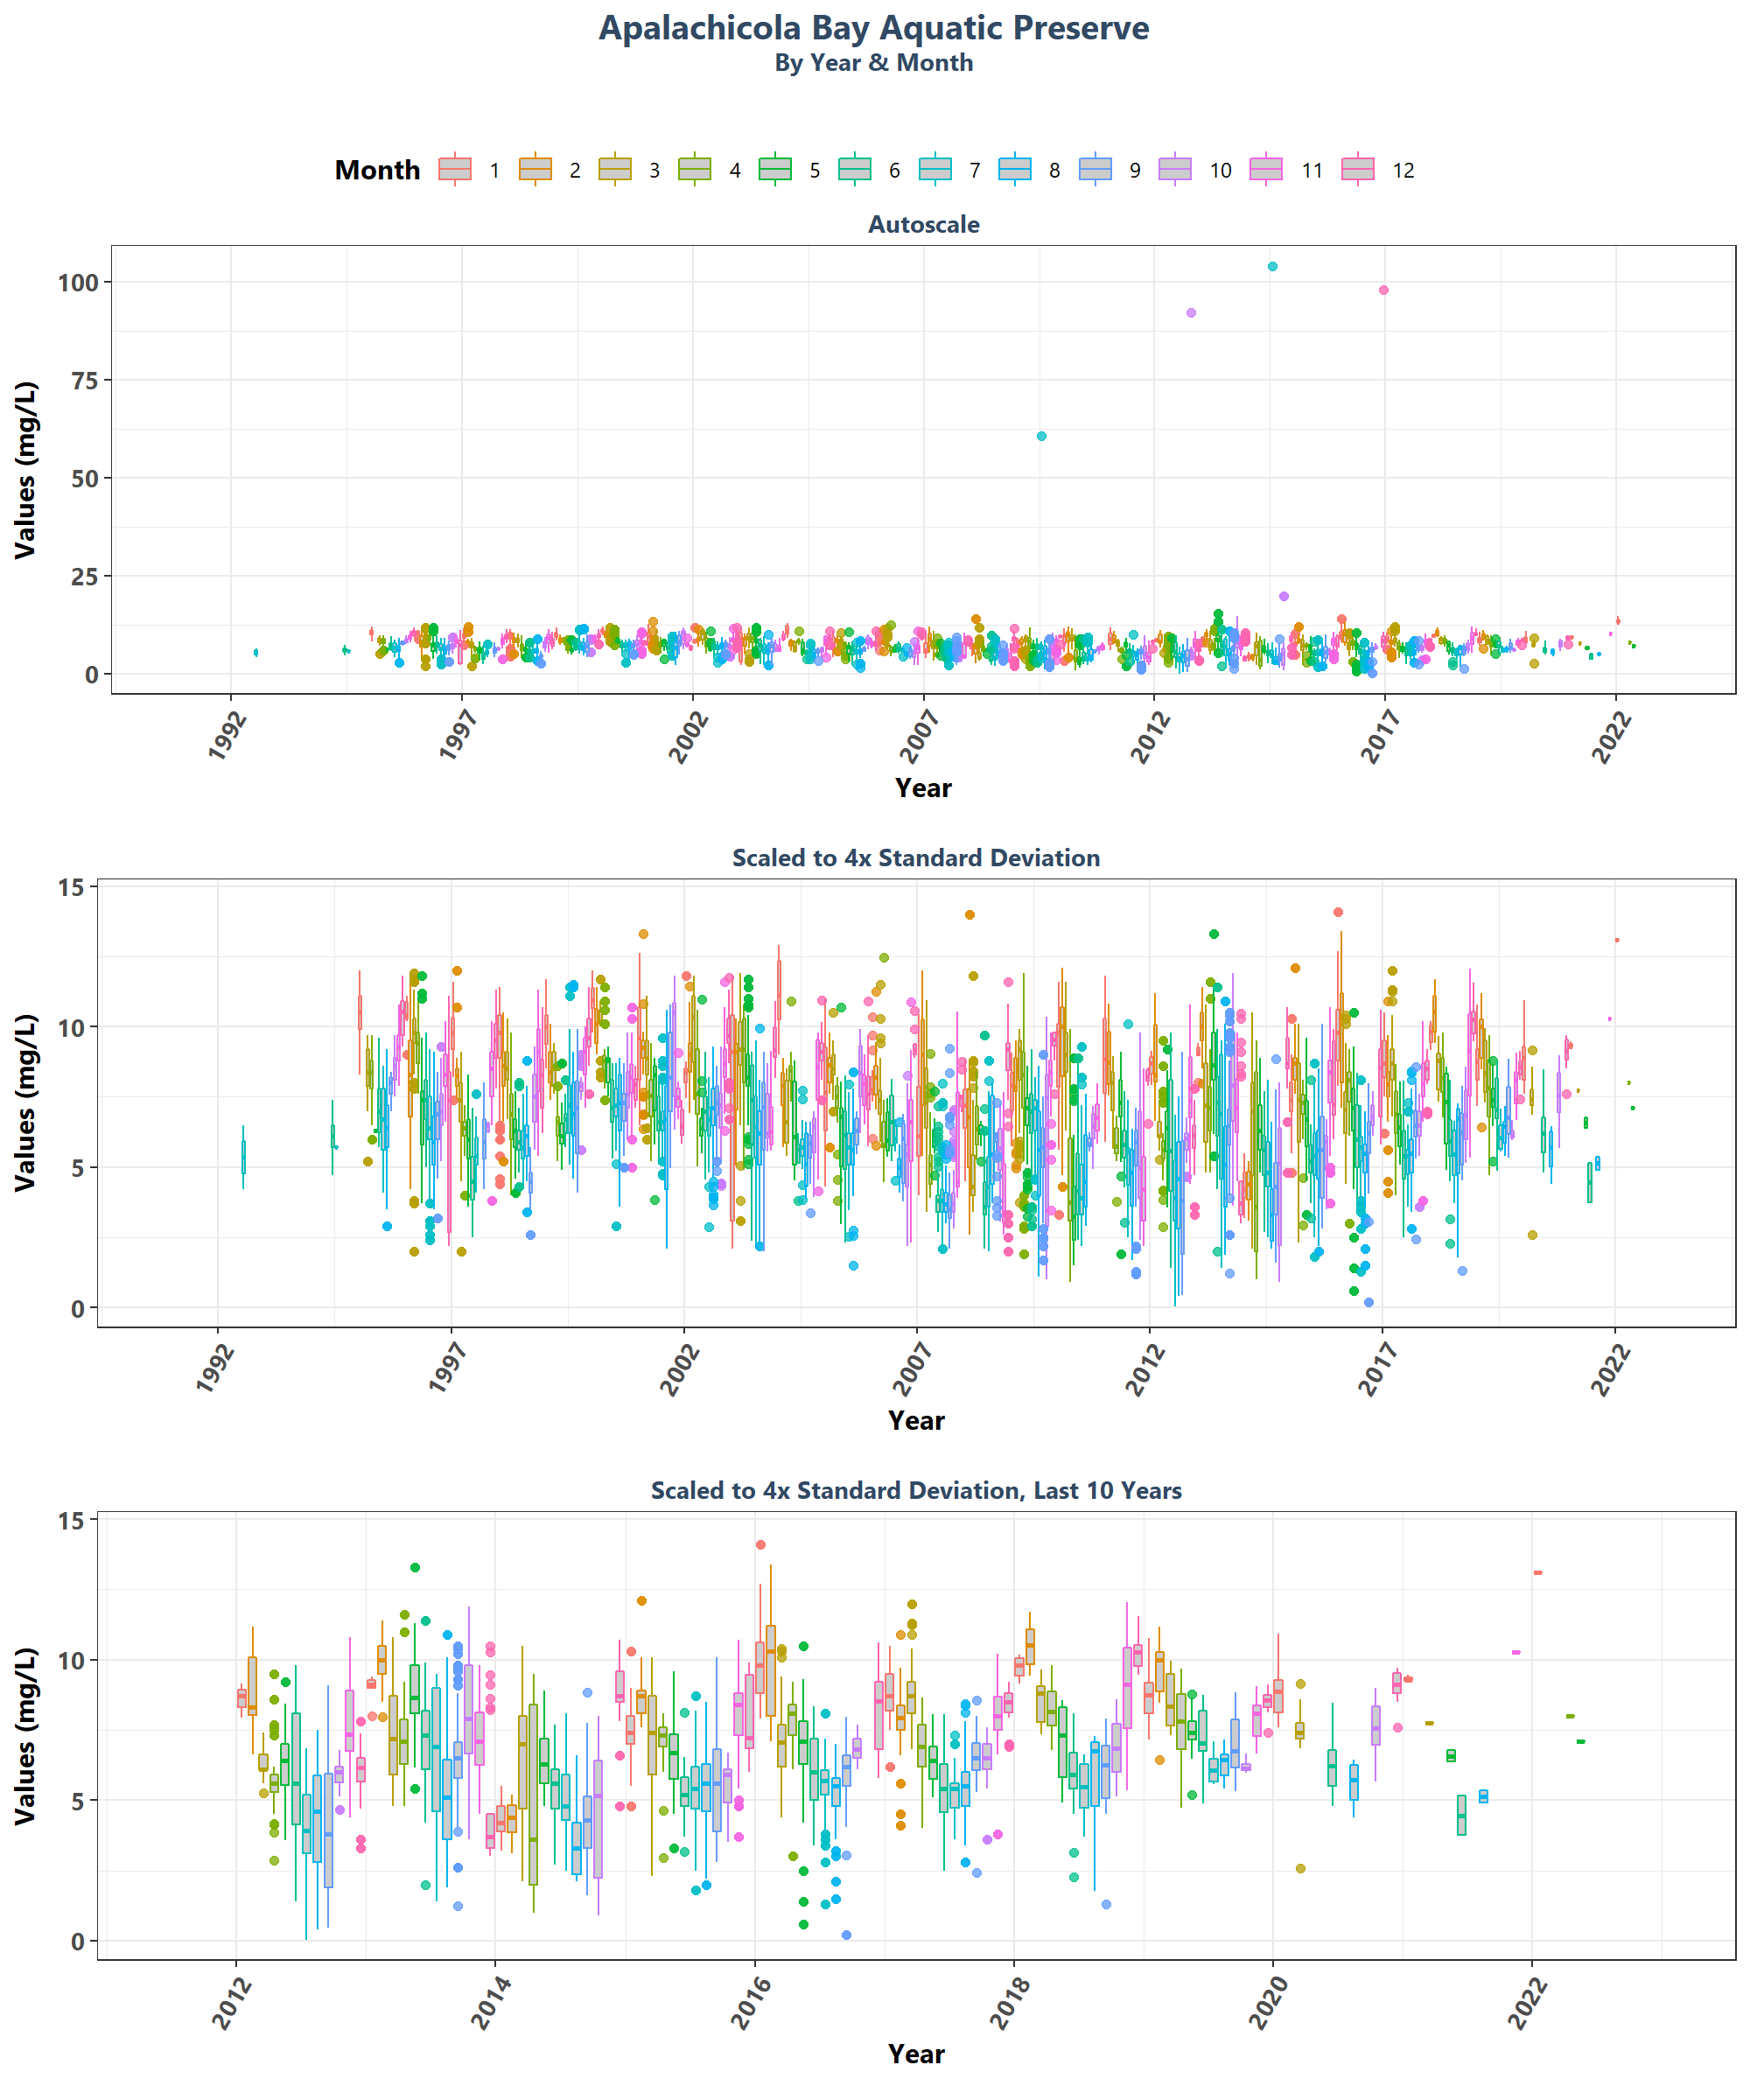 Apalachicola Bay Aquatic Preserve
By Year & Month
Month 1 2 3 4 5 6 7 8 9 10 11 12
Autoscale
Values (mg/L)
100
75
50
25
0
1992 1997 2002 2007 2012 2017 2022
Year
Scaled to 4x Standard Deviation
Values (mg/L)
15
10
5
0
1992 1997 2002 2007 2012 2017 2022
Year
Scaled to 4x Standard Deviation, Last 10 Years
Values (mg/L)
15
10
5
0
2012 2014 2016 2018 2020 2022
Year